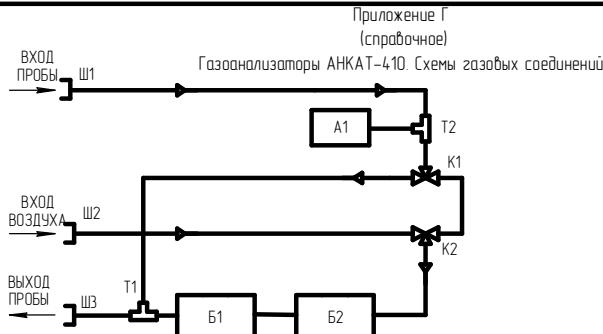 Приложение Г
(справочное)
Газоанализаторы АНКАТ-410. Схемы газовых соединений
ВХОД
ПРОБЫ
Ш1
А1
Т2
К1
ВХОД
ВОЗДУХА
Ш2
К2
ВЫХОД
ПРОБЫ
Ш3
Т1
Б1
Б2